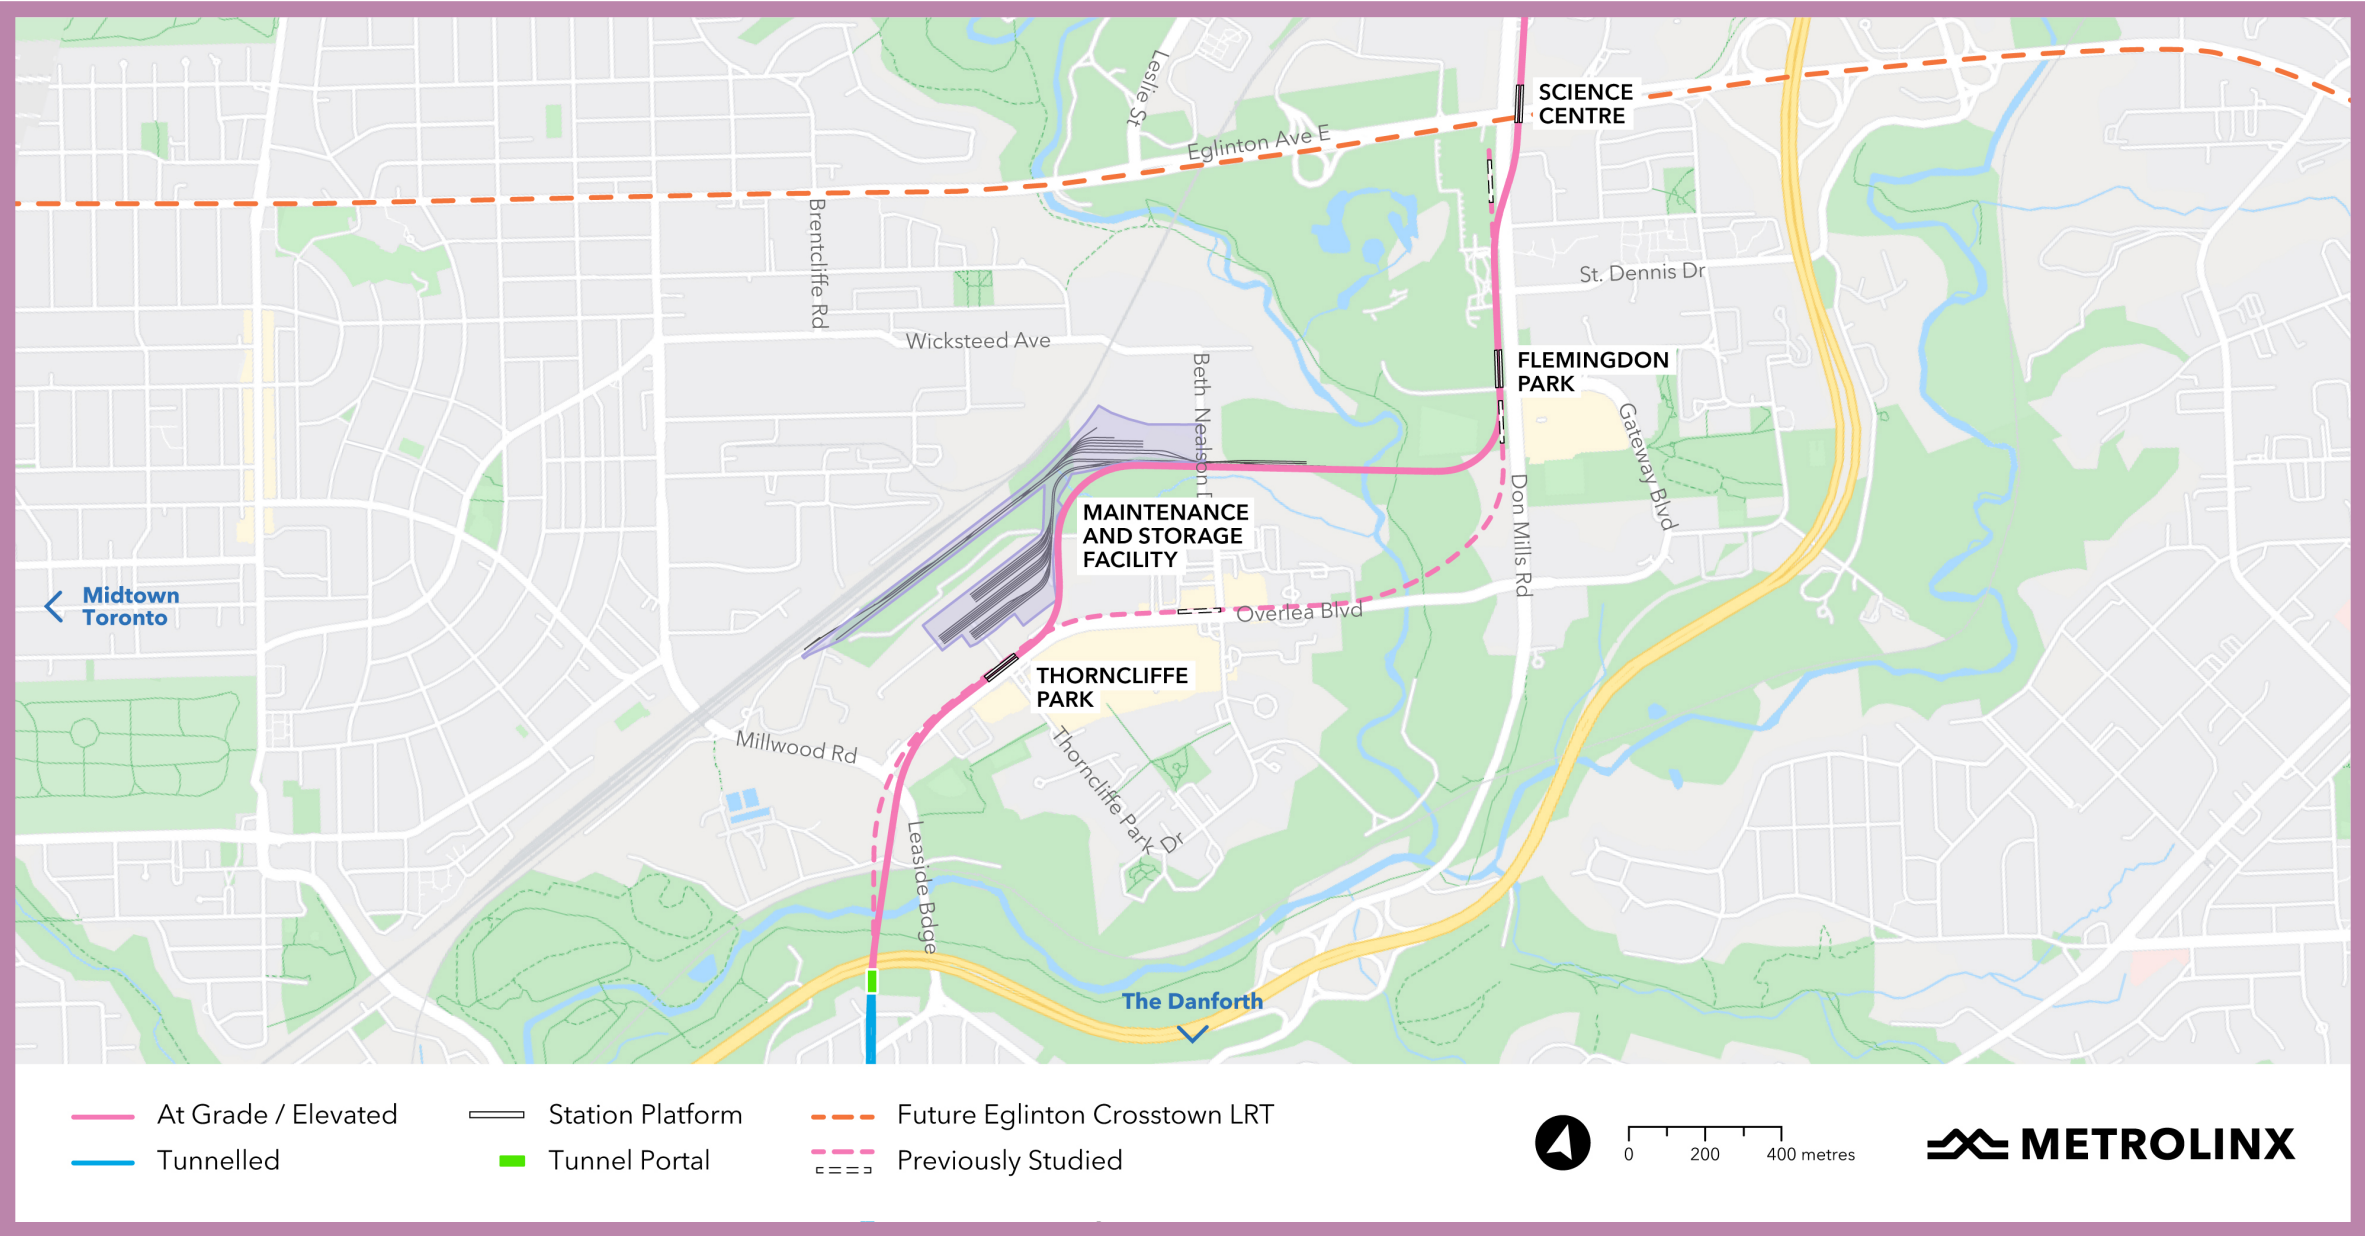 Leslie St
SCIENCE
CENTRE
Eglinton Ave E
Brentcliffe Rd
St. Dennis Dr
Wicksteed Ave
Beth Nealson D
FLEMINGDON
PARK
Gateway Blvd
Don Mills Rd
MAINTENANCE
AND STORAGE
FACILITY
Midtown
Toronto
Overlea Blvd
THORNCLIFFE
PARK
Millwood Rd
Thorncliffe Park Dr
Leaside Bdge
The Danforth
At Grade / Elevated
Station Platform
Future Eglinton Crosstown LRT
Tunnelled
Tunnel Portal
Previously Studied
0 200 400 metres
METROLINX